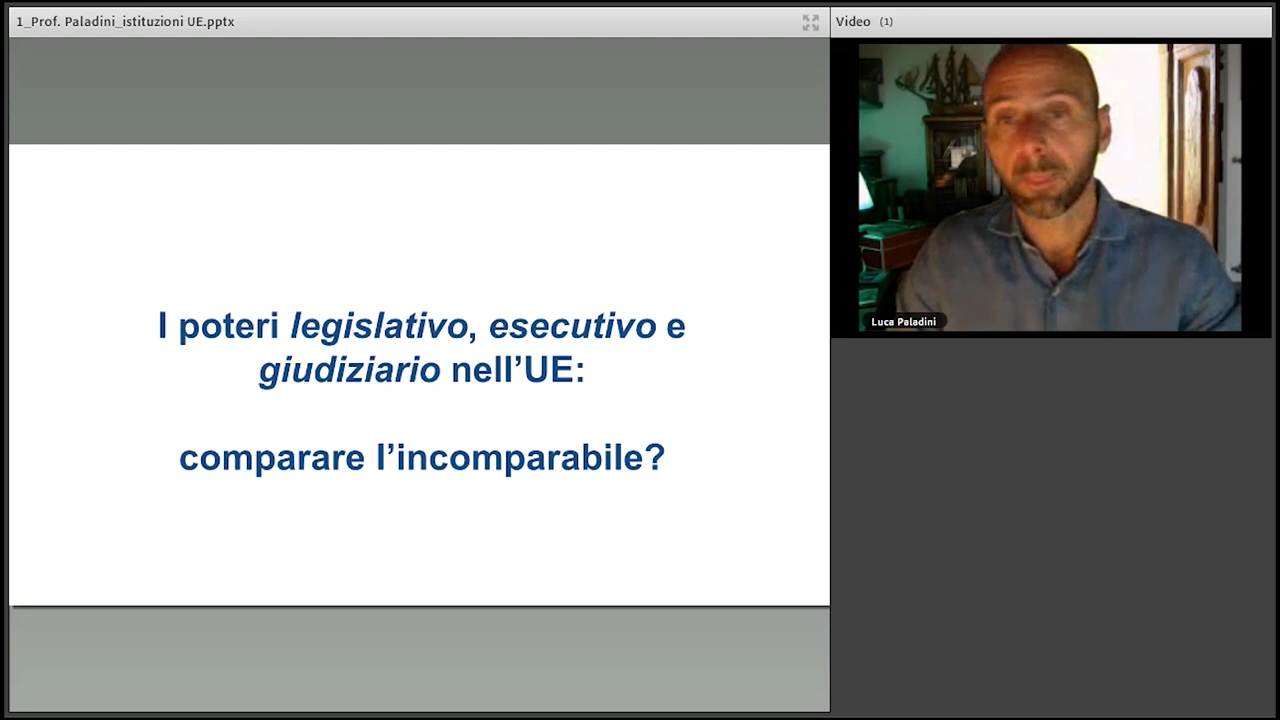 1_Prof. Paladini_istituzioni UE.pptx
Video (1)
Luca Paladini
I poteri legislativo, esecutivo e
giudiziario nell’UE:
comparare l’incomparabile?